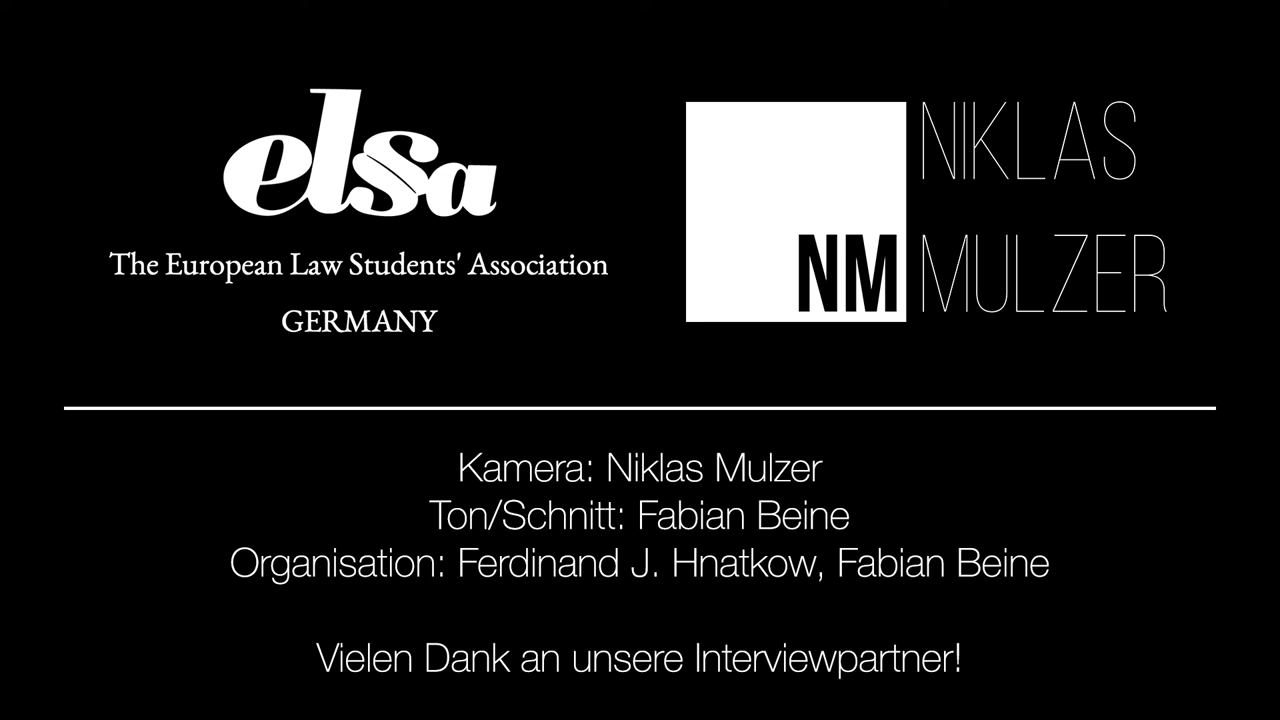 elsa
The European Law Students' Association
GERMANY
NIKLAS
NM MULZER
Kamera: Niklas Mulzer
Ton/Schnitt: Fabian Beine
Organisation: Ferdinand J. Hnatkow, Fabian Beine
Vielen Dank an unsere Interviewpartner!